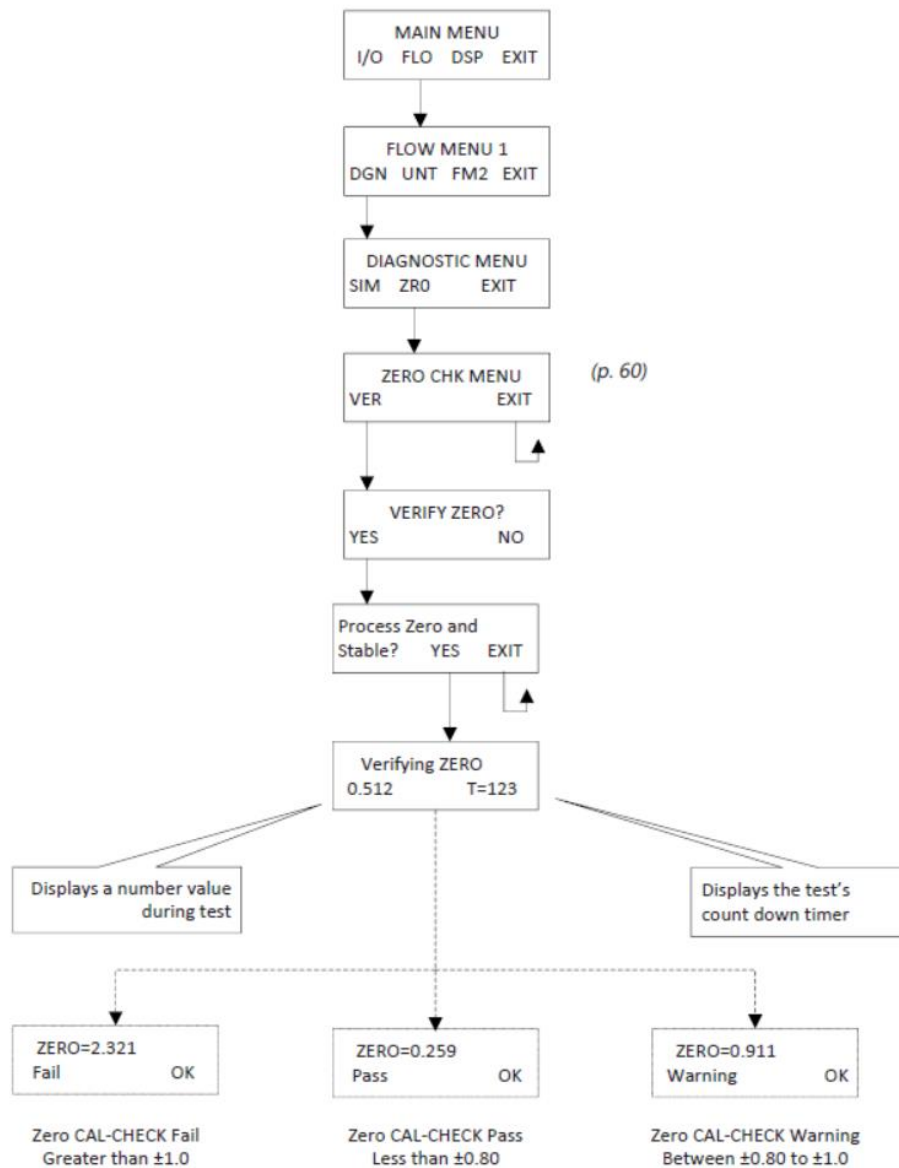 MAIN MENU
I/O FLO DSP EXIT
FLOW MENU 1
DGN UNT FM2 EXIT
DIAGNOSTIC MENU
SIM ZR0 EXIT
ZERO CHK MENU
VER EXIT
(p. 60)
VERIFY ZERO?
YES NO
Process Zero and
Stable? YES EXIT
Verifying ZERO
0.512 T=123
Displays a number value
during test
Displays the test's
count down timer
ZERO=2.321
Fail OK
Zero CAL-CHECK Fail
Greater than ±1.0
ZERO=0.259
Pass OK
Zero CAL-CHECK Pass
Less than ±0.80
ZERO=0.911
Warning OK
Zero CAL-CHECK Warning
Between ±0.80 to ±1.0